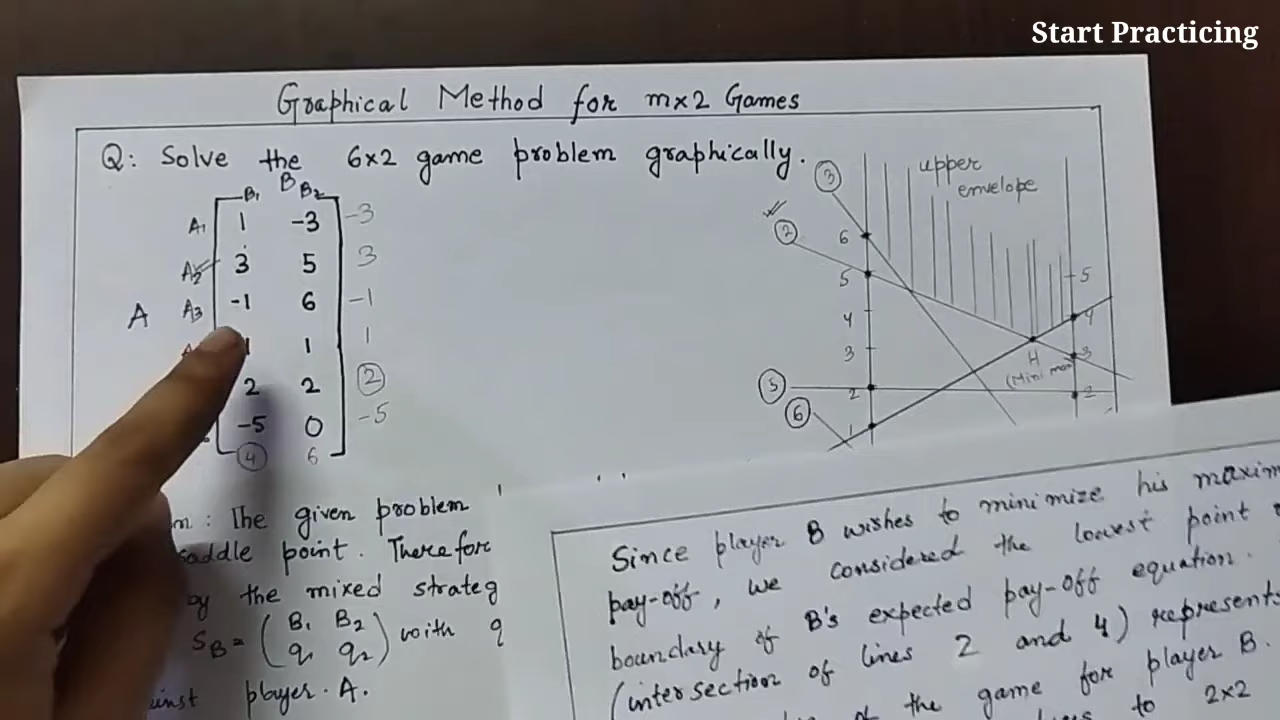 Start Practicing
Graphical Method for m×2 Games
Q: Solve the 6×2 game problem graphically.
B
B₁ B₂
A₁ 1 -3 -3
A₂ 3 5 3
A
A₃ -1 6 -1
1 1
2 2 2
-5 0 -5
4 6
The given problem
saddle point. Therefor
by the mixed strateg
S_B = ( B₁ B₂
q₁ q₂ ) with q
player A.
upper
envelope
3
2
6
5
4
3
2
1
5
6
5
4
3
2
H
(Mini max
Since player B wishes to minimize his maxim
pay-off, we considered the lowest point
boundary of B's expected pay-off equation.
(intersection of lines 2 and 4) represents
of the game for player B.
to 2×2